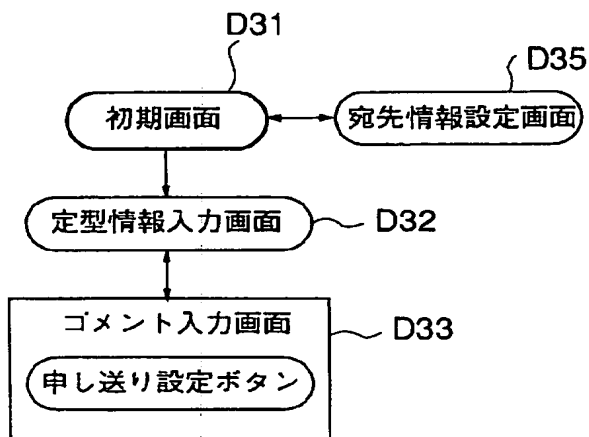 D31
D35
初期画面
宛先情報設定画面
定型情報入力画面
D32
コメント入力画面
D33
申し送り設定ボタン